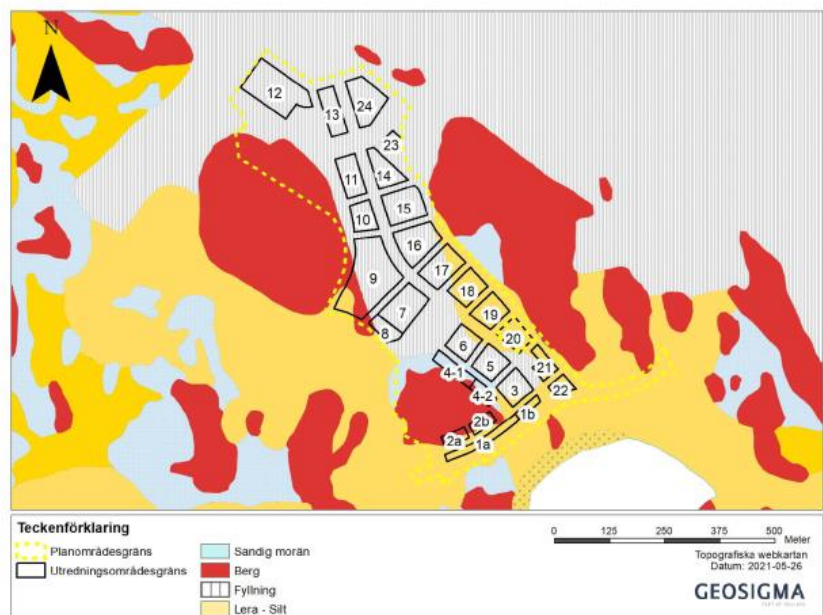 N
12
13
24
23
11
14
10
15
16
9
17
7
18
19
8
20
6
5
21
4-1
3
22
4-2
1b
2b
2a
1a
Teckenförklaring
Planområdesgräns
Utredningsområdesgräns
Sandig morän
Berg
Fyllning
Lera - Silt
0 125 250 375 500
Meter
Topografiska webkartan
Datum: 2021-05-26
GEOSIGMA